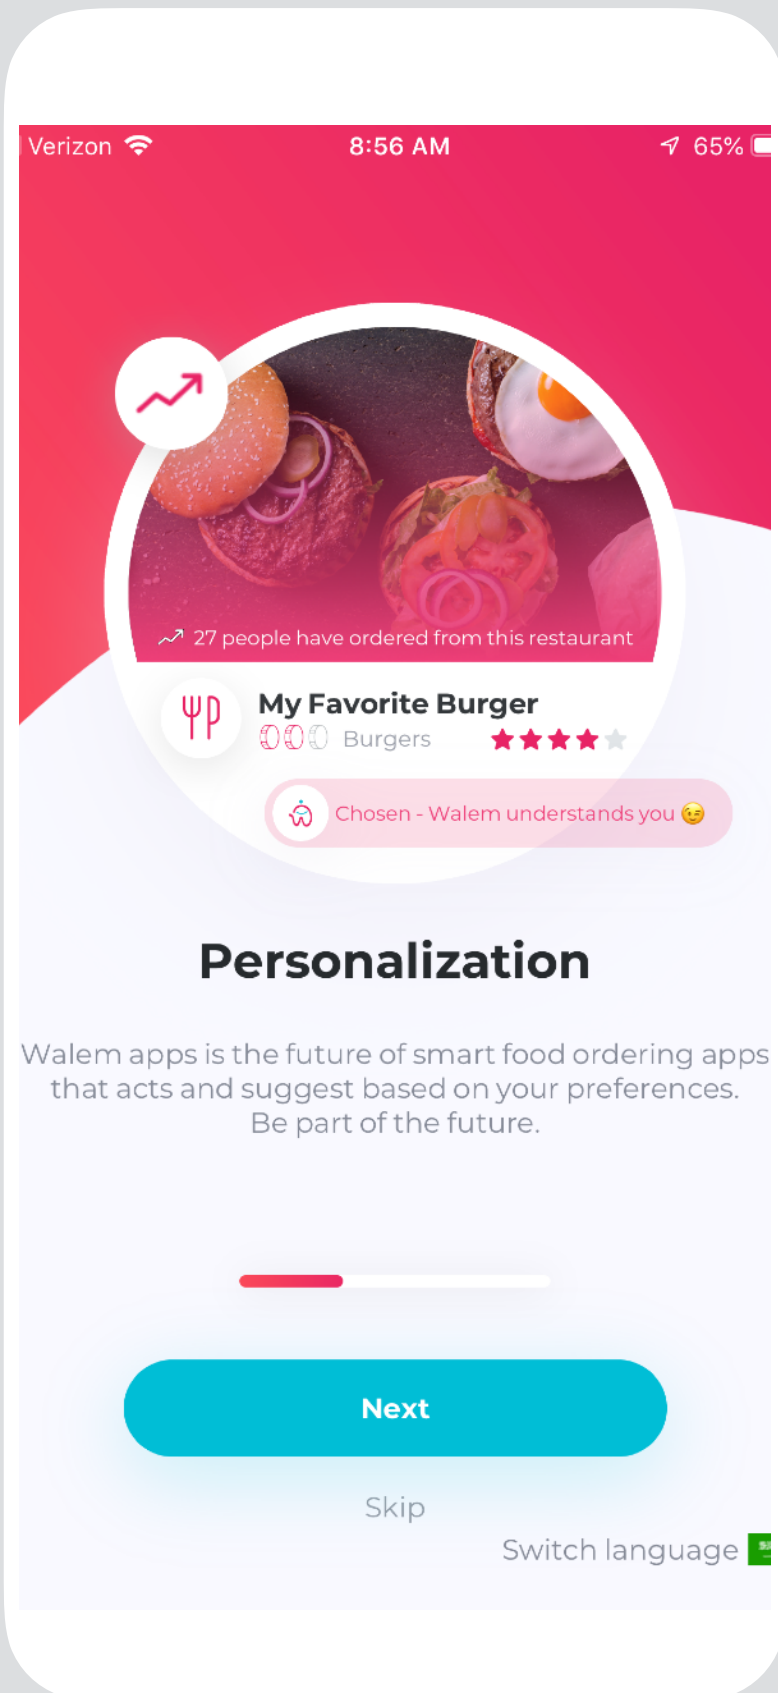 Verizon 8:56 AM 65%
27 people have ordered from this restaurant
My Favorite Burger
Burgers
Chosen - Walem understands you 😉
Personalization
Walem apps is the future of smart food ordering apps
that acts and suggest based on your preferences.
Be part of the future.
Next
Skip
Switch language